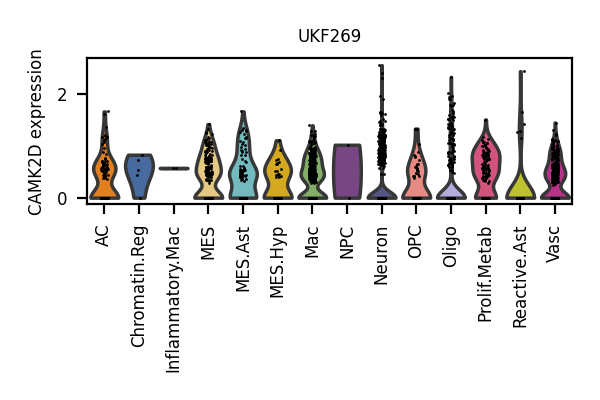 UKF269
CAMK2D expression
2
0
AC
Chromatin.Reg
Inflammatory.Mac
MES
MES.Ast
MES.Hyp
Mac
NPC
Neuron
OPC
Oligo
Prolif.Metab
Reactive.Ast
Vasc